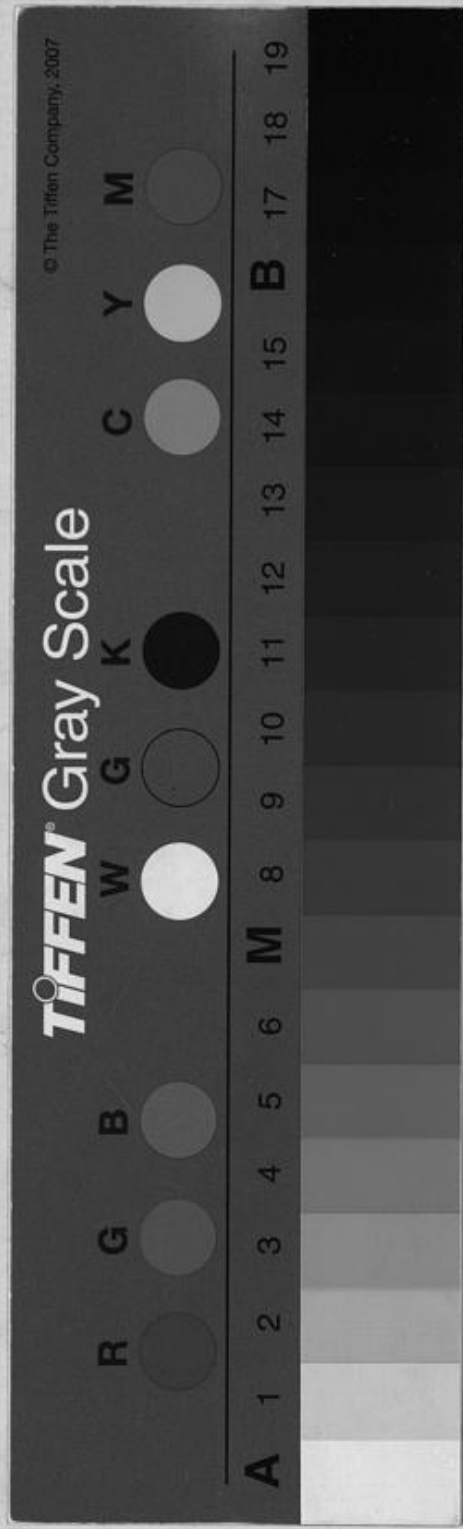 TIFFEN® Gray Scale
© The Tiffen Company, 2007
R G B W G K C Y M
A 1 2 3 4 5 6 M 8 9 10 11 12 13 14 15 B 17 18 19